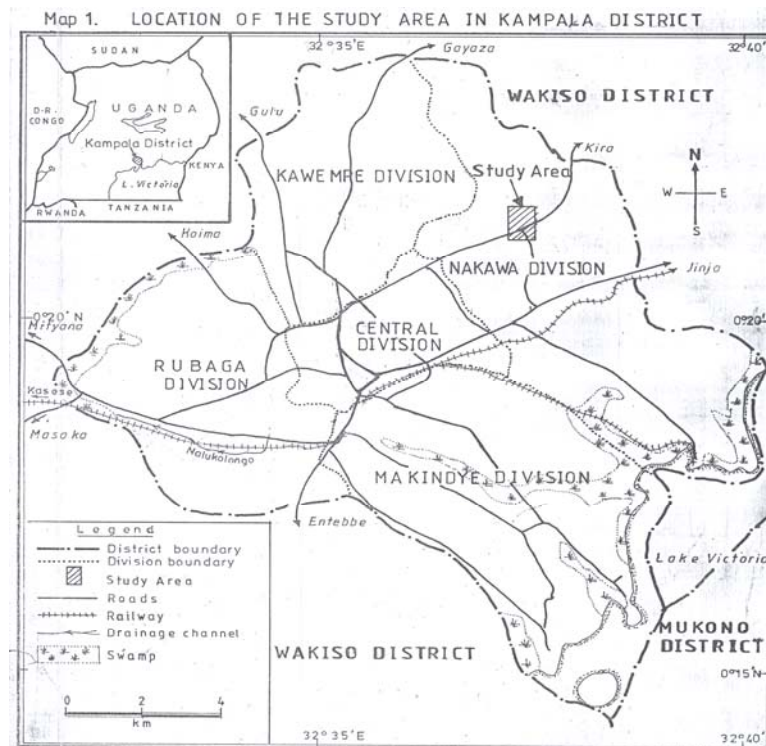 Map 1. LOCATION OF THE STUDY AREA IN KAMPALA DISTRICT
32° 35' E
32° 40'
SUDAN
D-R-
CONGO
UGANDA
Kampala
District
KENYA
L. Victoria
RWANDA
TANZANIA
Gayaza
WAKISO DISTRICT
Gulu
Kira
Study
Area
KAWEMPE DIVISION
N
W
E
S
Hoima
NAKAWA DIVISION
Jinja
0° 20' N
0° 20'
Mityana
CENTRAL
DIVISION
RUBAGA
DIVISION
Kasese
Masaka
Nalukolongo
MAKINDYE DIVISION
Entebbe
Legend
District boundary
Division boundary
Study Area
Roads
Railway
Drainage channel
Swamp
0 2 4
km
Lake Victoria
WAKISO DISTRICT
MUKONO
DISTRICT
0° 15' N
32° 35' E
32° 40'